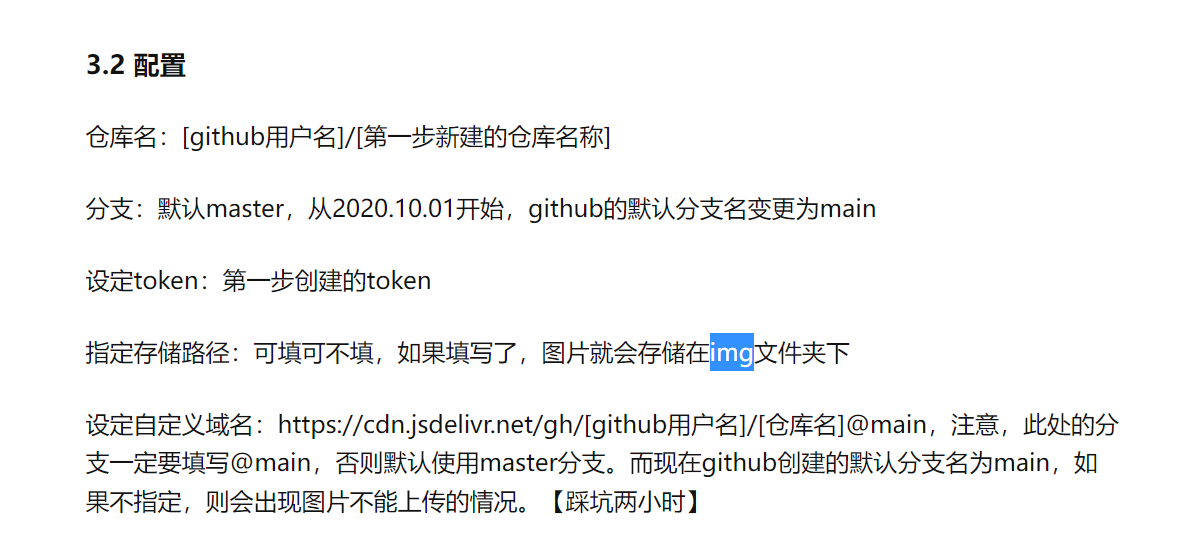 3.2 配置
仓库名：[github用户名]/[第一步新建的仓库名称]
分支：默认master，从2020.10.01开始，github的默认分支名变更为main
设定token：第一步创建的token
指定存储路径：可填可不填，如果填写了，图片就会存储在img文件夹下
设定自定义域名：https://cdn.jsdelivr.net/gh/[github用户名]/[仓库名]@main，注意，此处的分
支一定要填写@main，否则默认使用master分支。而现在github创建的默认分支名为main，如
果不指定，则会出现图片不能上传的情况。【踩坑两小时】